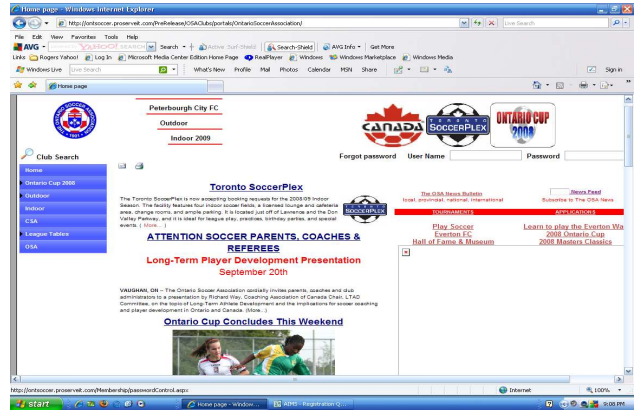 Home page - Windows Internet Explorer
http://ontsoccer.proserveit.com/PreRelease/OSAClubs/portals/OntarioSoccerAssociation/
Live Search
File Edit View Favorites Tools Help
AVG YAHOO! SEARCH Search Active Surf-Shield Search-Shield AVG Info Get More
Links Rogers Yahoo! Log In Microsoft Media Center Edition Home Page RealPlayer Windows Windows Marketplace Windows Media
Windows Live Live Search What's New Profile Mail Photos Calendar MSN Share Sign in
Home page
Peterbourgh City FC
Outdoor
Indoor 2009
CANADA
TORONTO
SOCCERPLEX
ONTARIO CUP
2008
Club Search
Forgot password User Name Password
Home
Ontario Cup 2008
Outdoor
Indoor
CSA
League Tables
OSA
Toronto SoccerPlex
The Toronto SoccerPlex is now accepting booking requests for the 2008/09 Indoor
Season. The facility features four indoor soccer fields, a licensed lounge and cafeteria
area, change rooms, and ample parking. It is located just off of Lawrence and the Don
Valley Parkway, and it is ideal for league play, practices, birthday parties, and special
events. ( More... )
SOCCERPLEX
ATTENTION SOCCER PARENTS, COACHES &
REFEREES
Long-Term Player Development Presentation
September 20th
VAUGHAN, ON – The Ontario Soccer Association cordially invites parents, coaches and club
administrators to a presentation by Richard Way, Coaching Association of Canada Chair, LTAD
Committee, on the topic of Long-Term Athlete Development and the implications for soccer coaching
and player development in Ontario and Canada. (More...)
Ontario Cup Concludes This Weekend
The OSA News Bulletin
local, provincial, national, international
News Feed
Subscribe to The OSA News
TOURNAMENTS
APPLICATIONS
Play Soccer
Everton FC
Hall of Fame & Museum
Learn to play the Everton Wa
2008 Ontario Cup
2008 Masters Classics
http://ontsoccer.proserveit.com/Membership/passwordControl.aspx
Internet
100%
start
Home page - Window...
AIMS - Registration Q...
9:08 PM